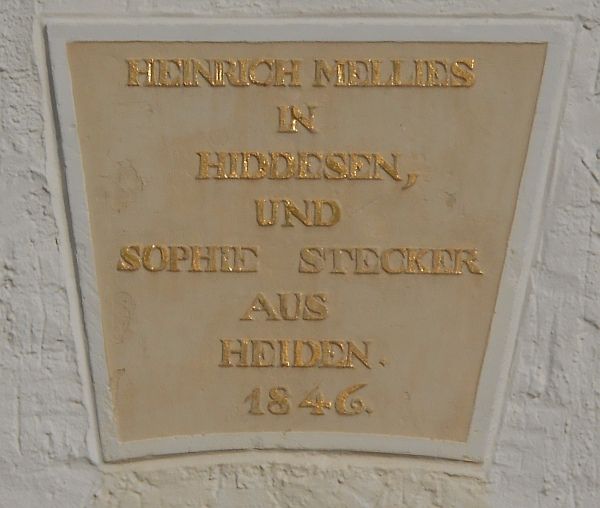 HEINRICH MELLIES
IN
HIDDESEN,
UND
SOPHIE STECKER
AUS
HEIDEN.
1846.